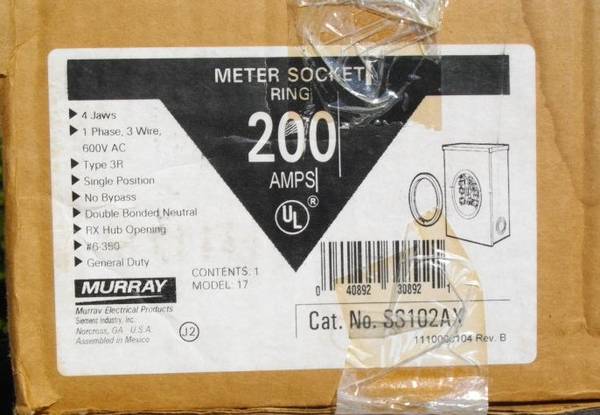 METER SOCKET
RING
200
AMPS
UL ®
4 Jaws
1 Phase, 3 Wire,
600V AC
Type 3R
Single Position
No Bypass
Double Bonded Neutral
RX Hub Opening
#6-350
General Duty
CONTENTS: 1
MODEL: 17
MURRAY
Murray Electrical Products
Siemens Industry, Inc.
Norcross, GA U.S.A.
Assembled in Mexico
J2
0 40892 30892 1
Cat. No. SS102AX
Rev. B